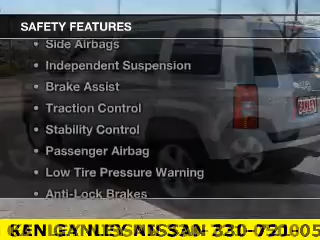 SAFETY FEATURES
• Side Airbags
• Independent Suspension
• Brake Assist
• Traction Control
• Stability Control
• Passenger Airbag
• Low Tire Pressure Warning
• Anti-Lock Brakes
KEN GANLEY NISSAN 330-721-05